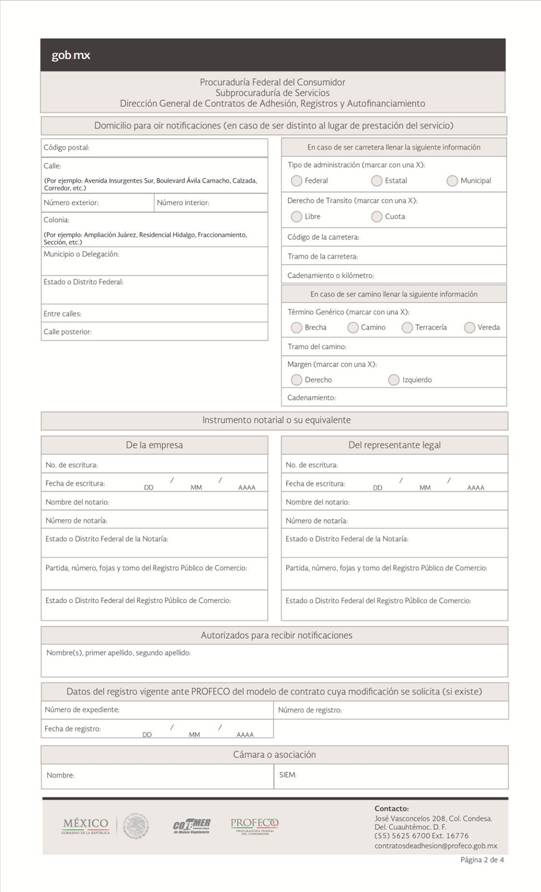 gob mx
Procuraduría Federal del Consumidor
Subprocuraduría de Servicios
Dirección General de Contratos de Adhesión, Registros y Autofinanciamiento
Domicilio para oir notificaciones (en caso de ser distinto al lugar de prestación del servicio)
Código postal:
Calle:
(Por ejemplo: Avenida Insurgentes Sur, Boulevard Ávila Camacho, Calzada,
Corredor, etc.)
Número exterior:
Número interior:
Colonia:
(Por ejemplo: Ampliación Juárez, Residencial Hidalgo, Fraccionamiento,
Sección, etc.)
Municipio o Delegación:
Estado o Distrito Federal:
Entre calles:
Calle posterior:
En caso de ser carretera llenar la siguiente información
Tipo de administración (marcar con una X):
Federal
Estatal
Municipal
Derecho de Transito (marcar con una X):
Libre
Cuota
Código de la carretera:
Tramo de la carretera:
Cadenamiento o kilómetro:
En caso de ser camino llenar la siguiente información
Término Genérico (marcar con una X):
Brecha
Camino
Terracería
Vereda
Tramo del camino:
Margen (marcar con una X):
Derecho
Izquierdo
Cadenamiento:
Instrumento notarial o su equivalente
De la empresa
No. de escritura:
Fecha de escritura:
DD / MM / AAAA
Nombre del notario:
Número de notaría:
Estado o Distrito Federal de la Notaría:
Partida, número, fojas y tomo del Registro Público de Comercio:
Estado o Distrito Federal del Registro Público de Comercio:
Del representante legal
No. de escritura:
Fecha de escritura:
DD / MM / AAAA
Nombre del notario:
Número de notaría:
Estado o Distrito Federal de la Notaría:
Partida, número, fojas y tomo del Registro Público de Comercio:
Estado o Distrito Federal del Registro Público de Comercio:
Autorizados para recibir notificaciones
Nombre(s), primer apellido, segundo apellido:
Datos del registro vigente ante PROFECO del modelo de contrato cuya modificación se solicita (si existe)
Número de expediente:
Número de registro:
Fecha de registro:
DD / MM / AAAA
Cámara o asociación
Nombre:
SIEM:
MÉXICO
GOBIERNO DE LA REPÚBLICA
COFEMER
PROFECO
PROCURADURÍA FEDERAL
DEL CONSUMIDOR
Contacto:
José Vasconcelos 208, Col. Condesa.
Del. Cuauhtémoc. D. F.
(55) 5625 6700 Ext. 16776
contratosdeadhesion@profeco.gob.mx
Página 2 de 4